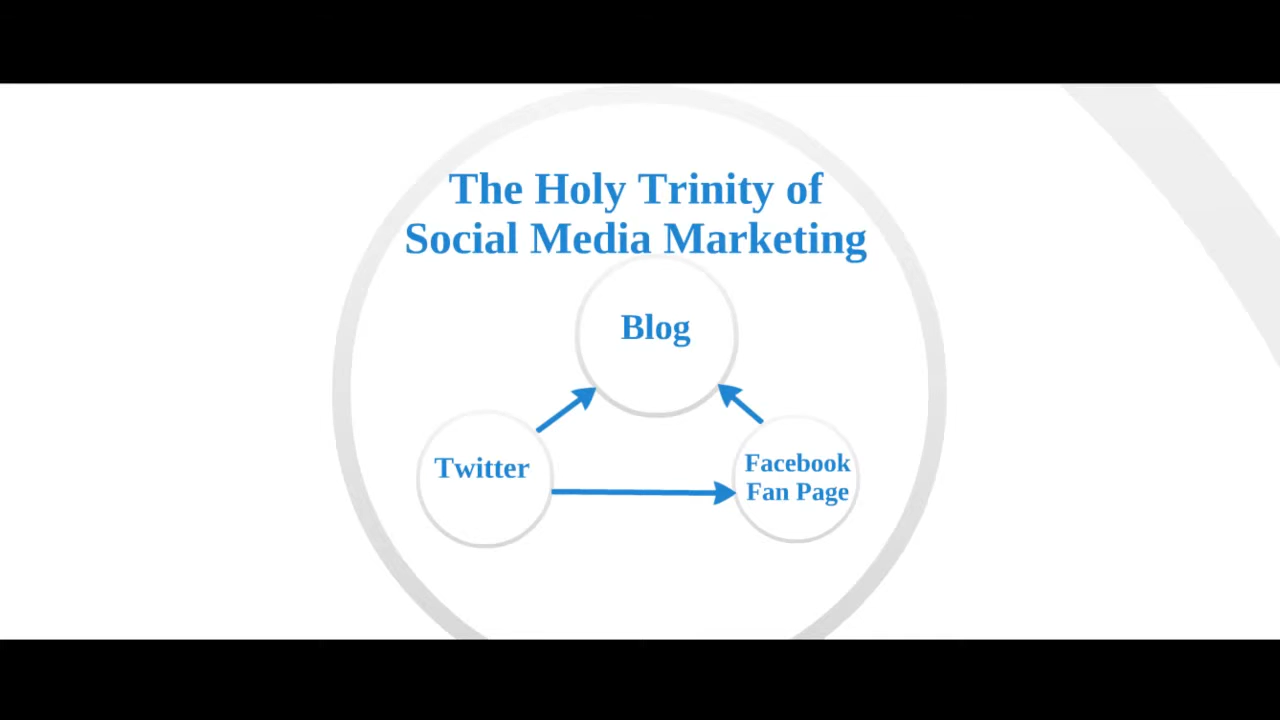 The Holy Trinity of
Social Media Marketing
Blog
Twitter
Facebook
Fan Page